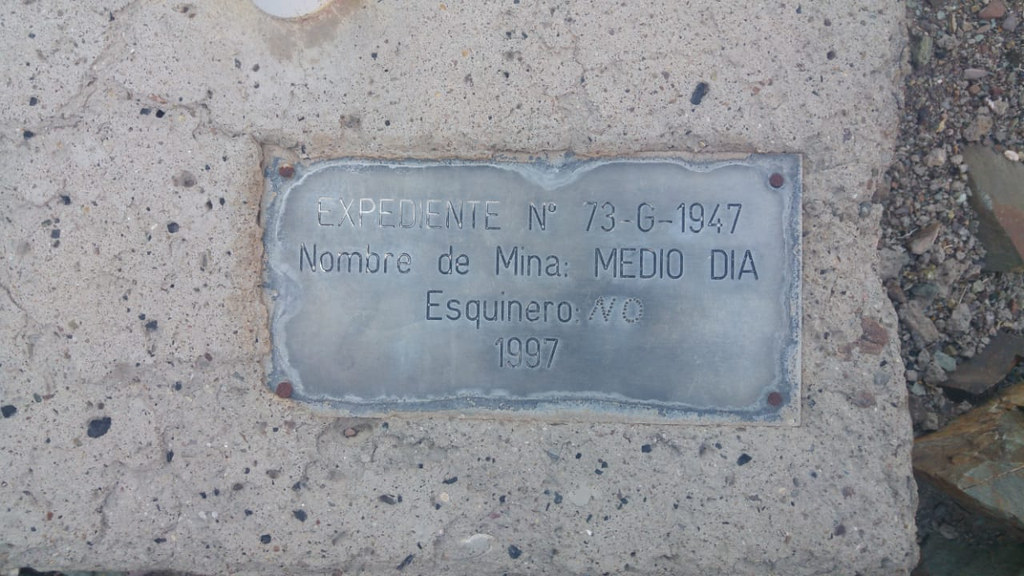 EXPEDIENTE Nº 73-G-1947
Nombre de Mina: MEDIO DIA
Esquinero: NO
1997